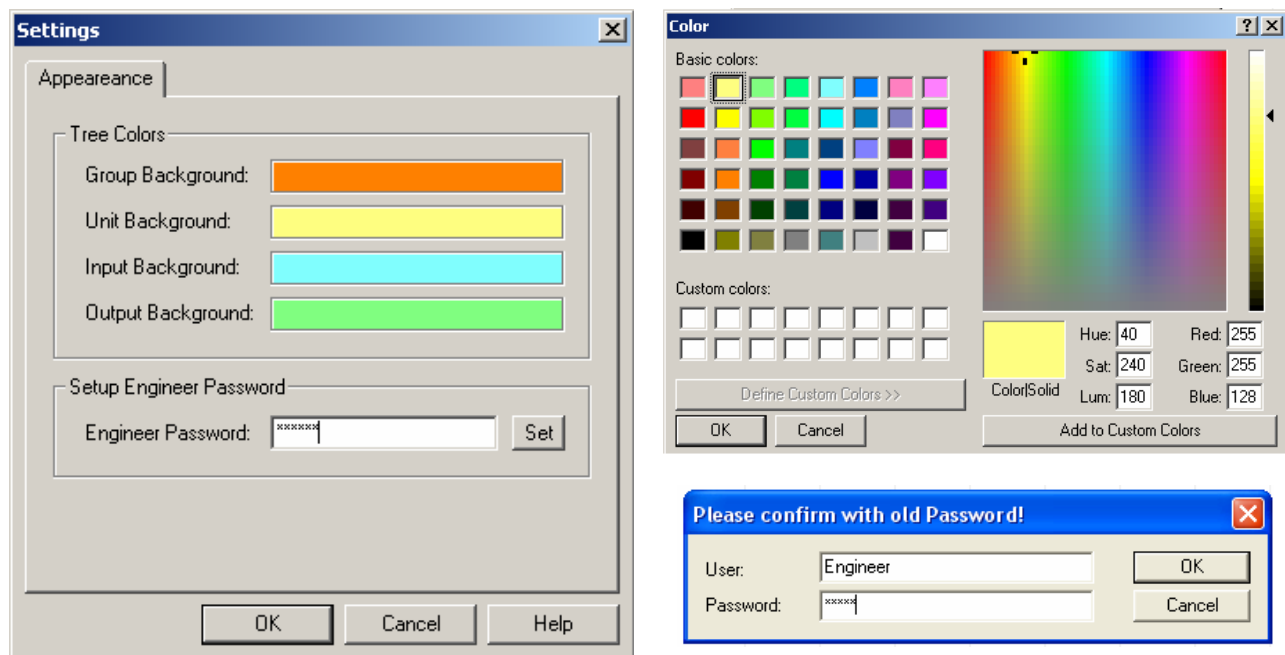 Settings
Appeareance
Tree Colors
Group Background:
Unit Background:
Input Background:
Output Background:
Setup Engineer Password
Engineer Password: ****** Set
OK Cancel Help
Color
Basic colors:
Custom colors:
Define Custom Colors >>
OK Cancel
Color|Solid
Hue: 40 Red: 255
Sat: 240 Green: 255
Lum: 180 Blue: 128
Add to Custom Colors
Please confirm with old Password!
User: Engineer OK
Password: ***** Cancel